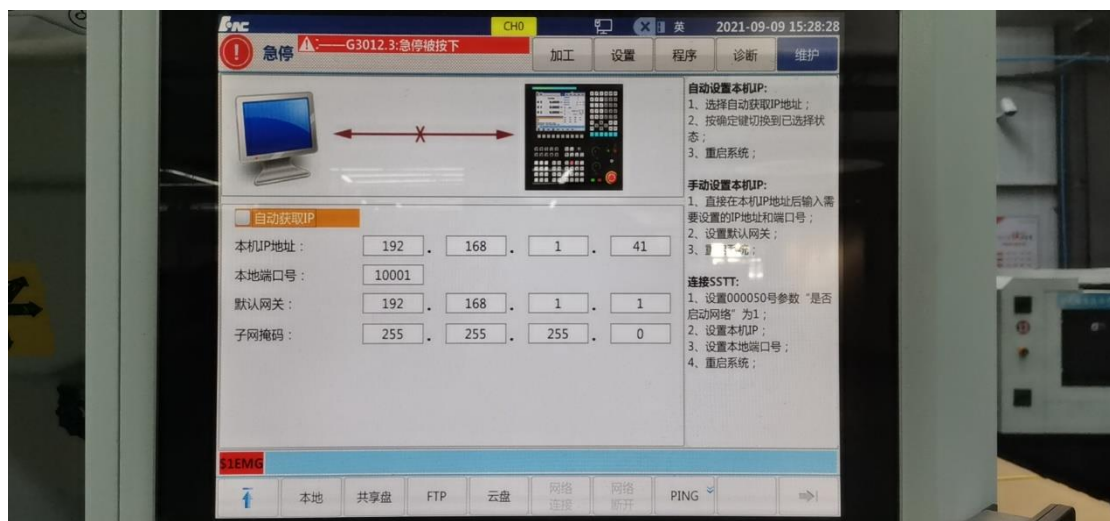 CH0
英
2021-09-09 15:28:28
急停
G3012.3:急停被按下
加工
设置
程序
诊断
维护
自动获取IP
本机IP地址: 192 . 168 . 1 . 41
本地端口号: 10001
默认网关: 192 . 168 . 1 . 1
子网掩码: 255 . 255 . 255 . 0
自动设置本机IP:
1、选择自动获取IP地址;
2、按确定键切换到已选择状
态;
3、重启系统;
手动设置本机IP:
1、直接在本机IP地址后输入需
要设置的IP地址和端口号;
2、设置默认网关;
3、
连接SSTT:
1、设置000050号参数“是否
启动网络”为1;
2、设置本机IP;
3、设置本地端口号;
4、重启系统;
$1EMG
本地
共享盘
FTP
云盘
网络
连接
网络
断开
PING